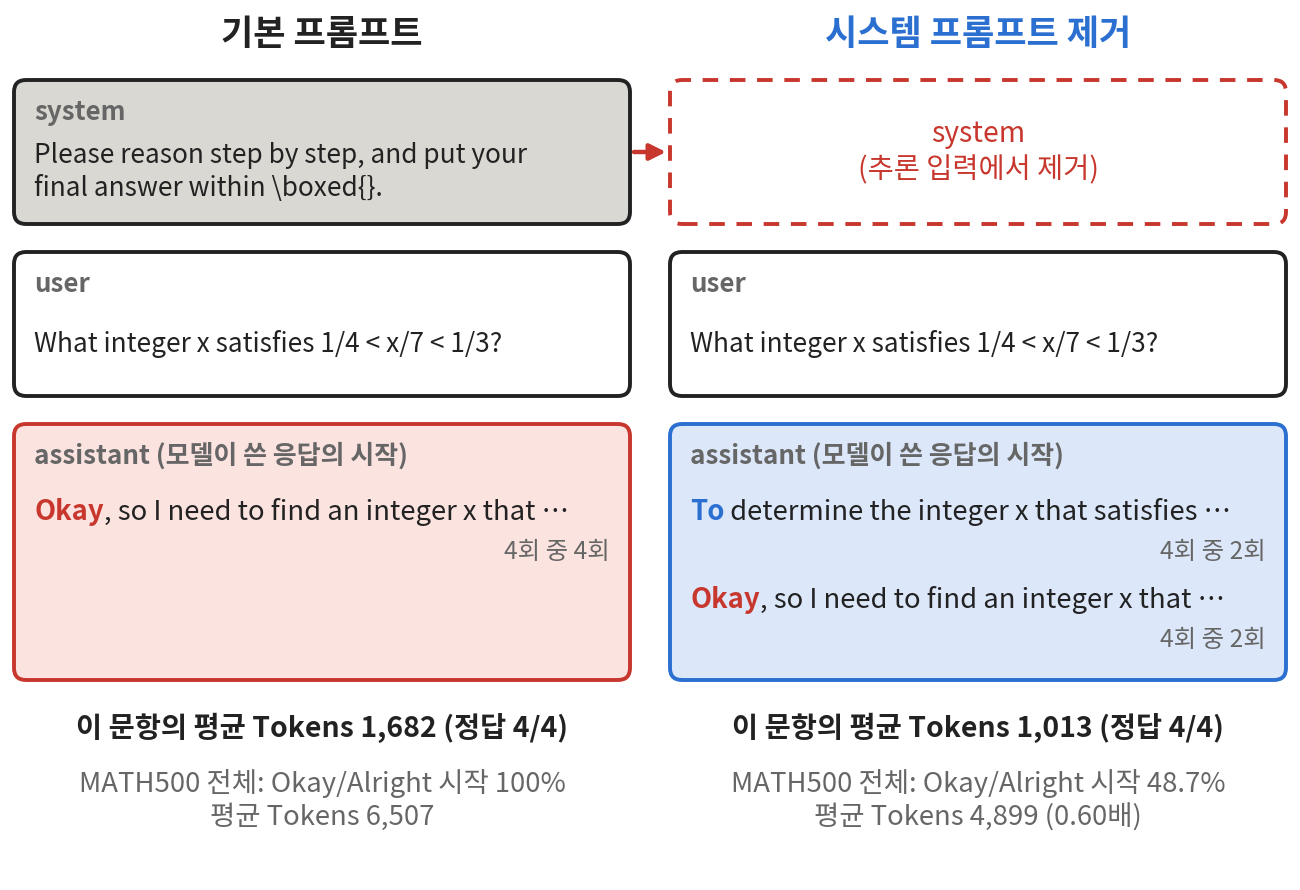 기본 프롬프트
system
Please reason step by step, and put your
final answer within \boxed{}.
user
What integer x satisfies 1/4 < x/7 < 1/3?
assistant (모델이 쓴 응답의 시작)
Okay, so I need to find an integer x that ⋯
4회 중 4회
이 문항의 평균 Tokens 1,682 (정답 4/4)
MATH500 전체: Okay/Alright 시작 100%
평균 Tokens 6,507
시스템 프롬프트 제거
system
(추론 입력에서 제거)
user
What integer x satisfies 1/4 < x/7 < 1/3?
assistant (모델이 쓴 응답의 시작)
To determine the integer x that satisfies ⋯
4회 중 2회
Okay, so I need to find an integer x that ⋯
4회 중 2회
이 문항의 평균 Tokens 1,013 (정답 4/4)
MATH500 전체: Okay/Alright 시작 48.7%
평균 Tokens 4,899 (0.60배)